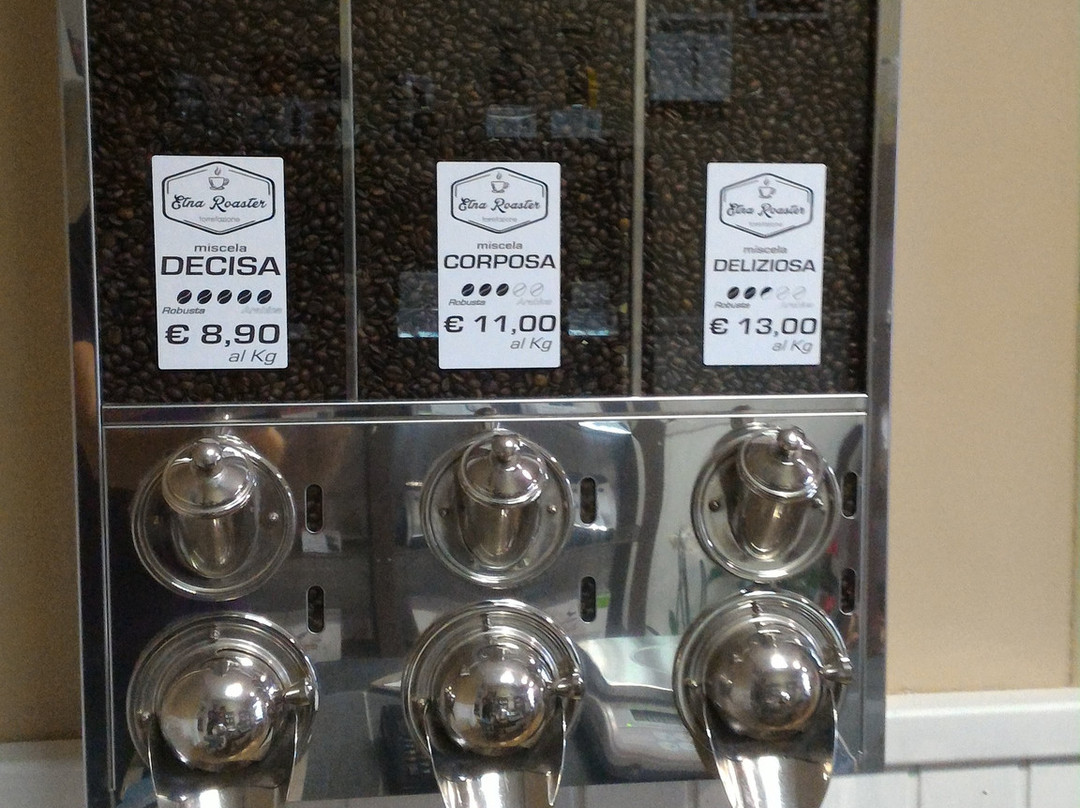 Etna Roaster
torrefazione
miscela
DECISA
Robusta Arabica
€ 8,90
al Kg
Etna Roaster
torrefazione
miscela
CORPOSA
Robusta Arabica
€ 11,00
al Kg
Etna Roaster
torrefazione
miscela
DELIZIOSA
Robusta Arabica
€ 13,00
al Kg